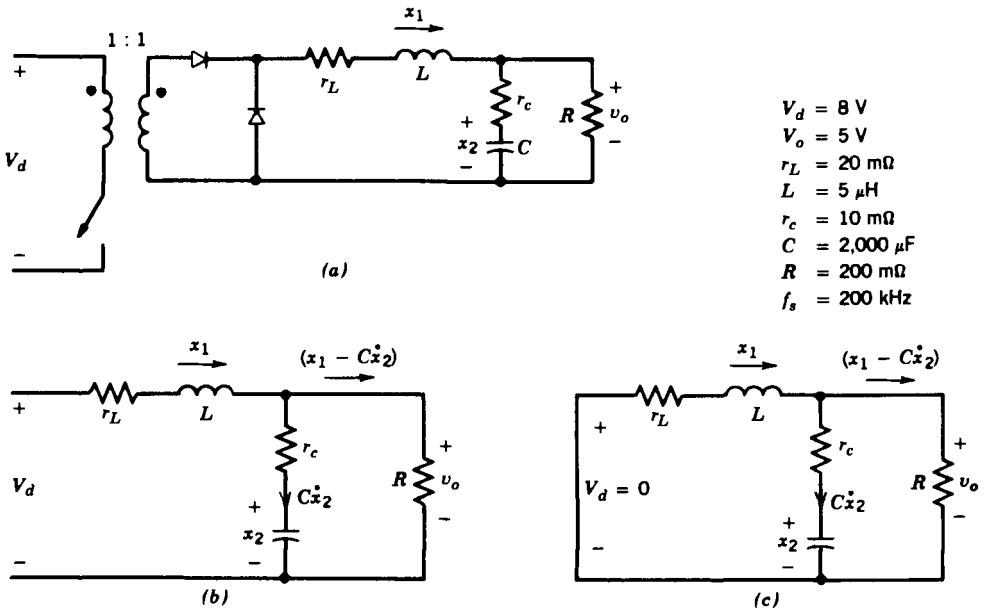 x₁
1 : 1
+
r_L
L
r_c
+
+
R
v_o
V_d
x₂
C
−
−
−
(a)
V_d = 8 V
V_o = 5 V
r_L = 20 mΩ
L = 5 μH
r_c = 10 mΩ
C = 2,000 μF
R = 200 mΩ
f_s = 200 kHz
x₁
(x₁ − Cẋ₂)
+
r_L
L
r_c
+
V_d
R
v_o
Cẋ₂
+
−
x₂
−
−
(b)
x₁
(x₁ − Cẋ₂)
r_L
L
+
r_c
+
V_d = 0
R
v_o
Cẋ₂
+
−
x₂
−
−
(c)